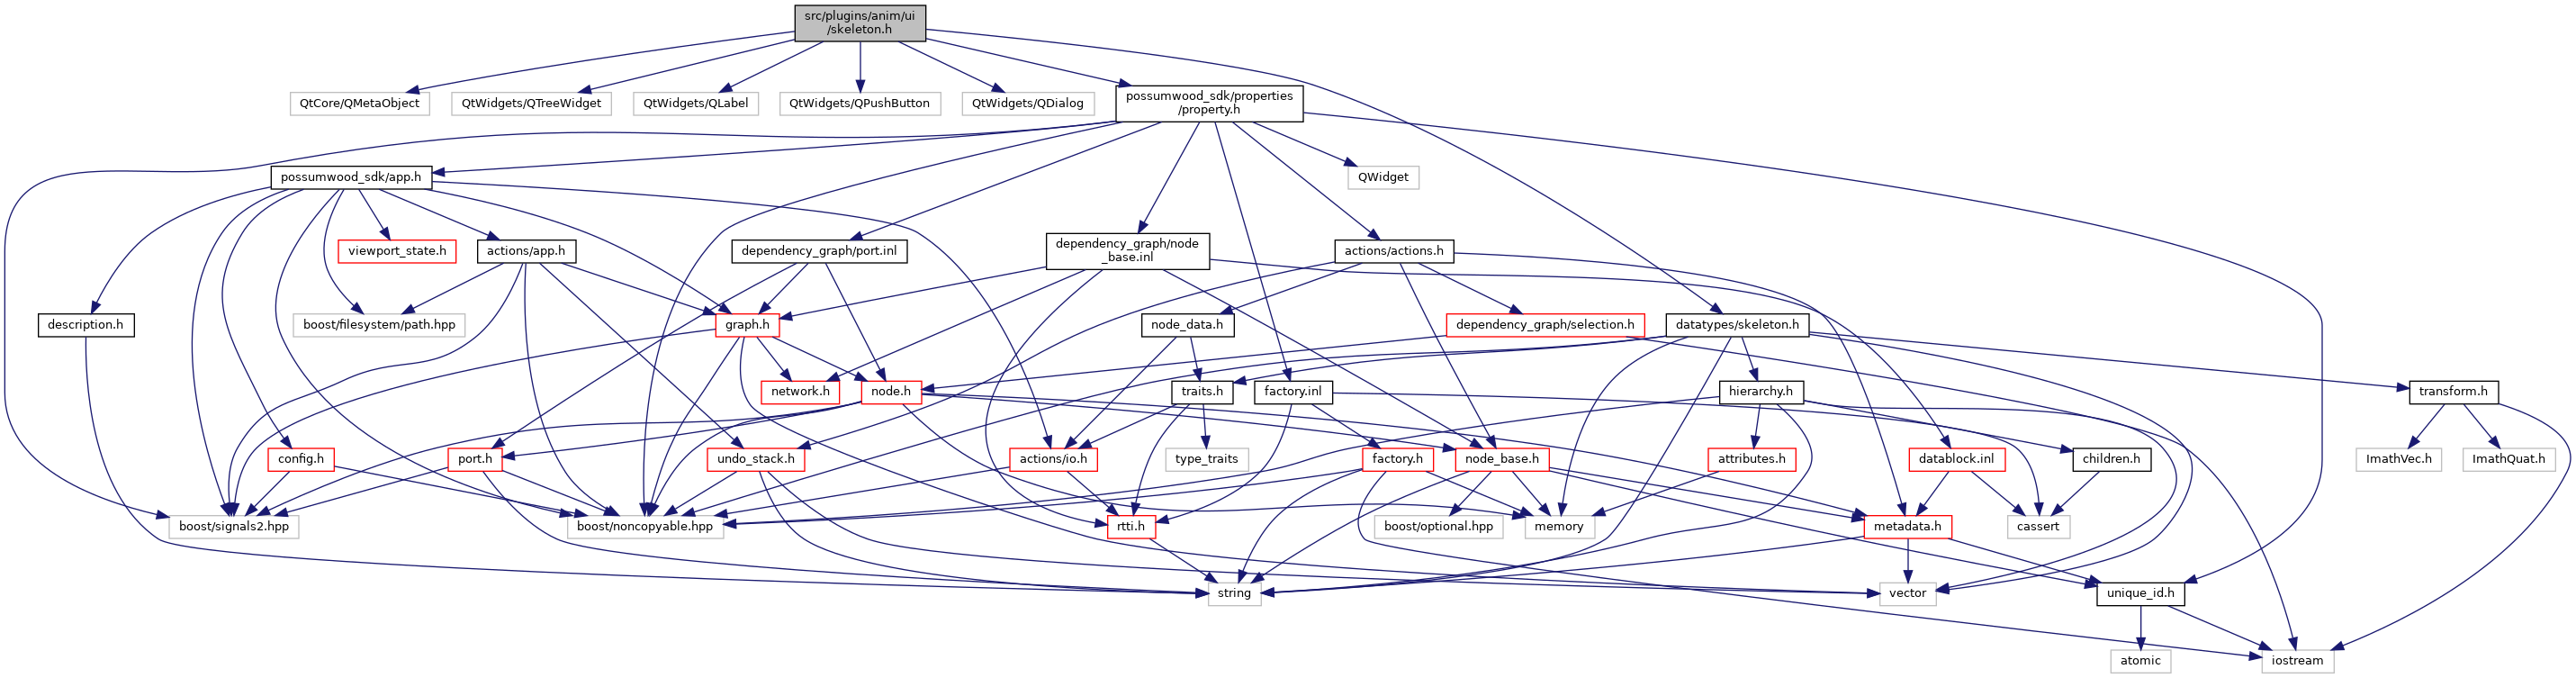 src/plugins/anim/ui
/skeleton.h
QtCore/QMetaObject
QtWidgets/QTreeWidget
QtWidgets/QLabel
QtWidgets/QPushButton
QtWidgets/QDialog
possumwood_sdk/properties
/property.h
possumwood_sdk/app.h
QWidget
viewport_state.h
actions/app.h
dependency_graph/port.inl
dependency_graph/node
_base.inl
actions/actions.h
description.h
boost/filesystem/path.hpp
graph.h
node_data.h
dependency_graph/selection.h
datatypes/skeleton.h
network.h
node.h
traits.h
factory.inl
hierarchy.h
transform.h
config.h
port.h
undo_stack.h
actions/io.h
type_traits
factory.h
node_base.h
attributes.h
datablock.inl
children.h
ImathVec.h
ImathQuat.h
boost/signals2.hpp
boost/noncopyable.hpp
rtti.h
boost/optional.hpp
memory
metadata.h
cassert
string
vector
unique_id.h
atomic
iostream